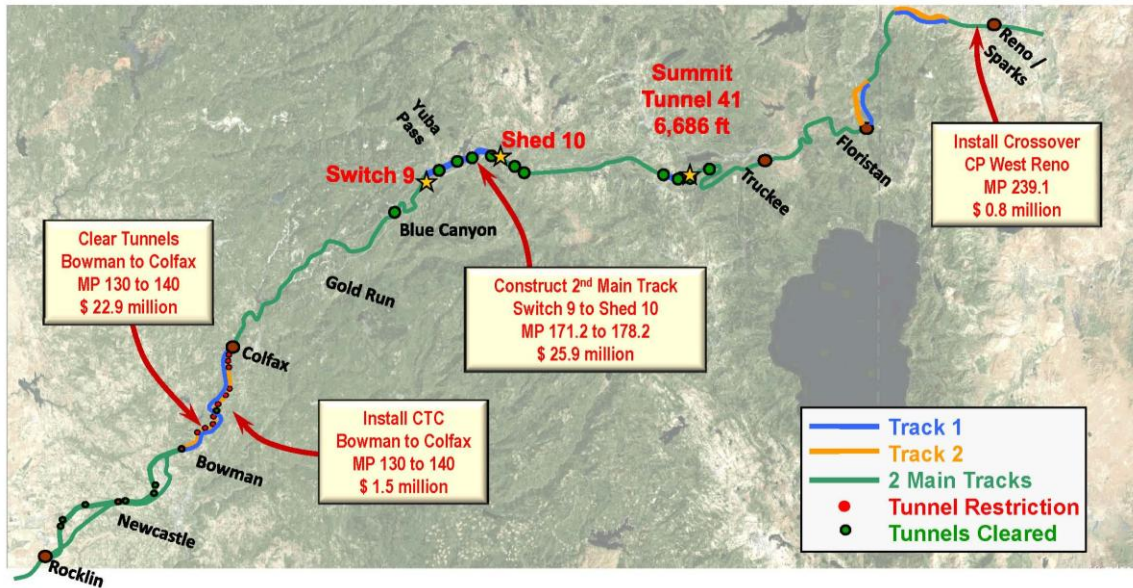 Reno /
Sparks
Summit
Tunnel 41
6,686 ft
Yuba
Pass
Shed 10
Switch 9
Floristan
Truckee
Install Crossover
CP West Reno
MP 239.1
$ 0.8 million
Blue Canyon
Clear Tunnels
Bowman to Colfax
MP 130 to 140
$ 22.9 million
Gold Run
Construct 2nd Main Track
Switch 9 to Shed 10
MP 171.2 to 178.2
$ 25.9 million
Colfax
Install CTC
Bowman to Colfax
MP 130 to 140
$ 1.5 million
Bowman
Newcastle
Rocklin
Track 1
Track 2
2 Main Tracks
Tunnel Restriction
Tunnels Cleared